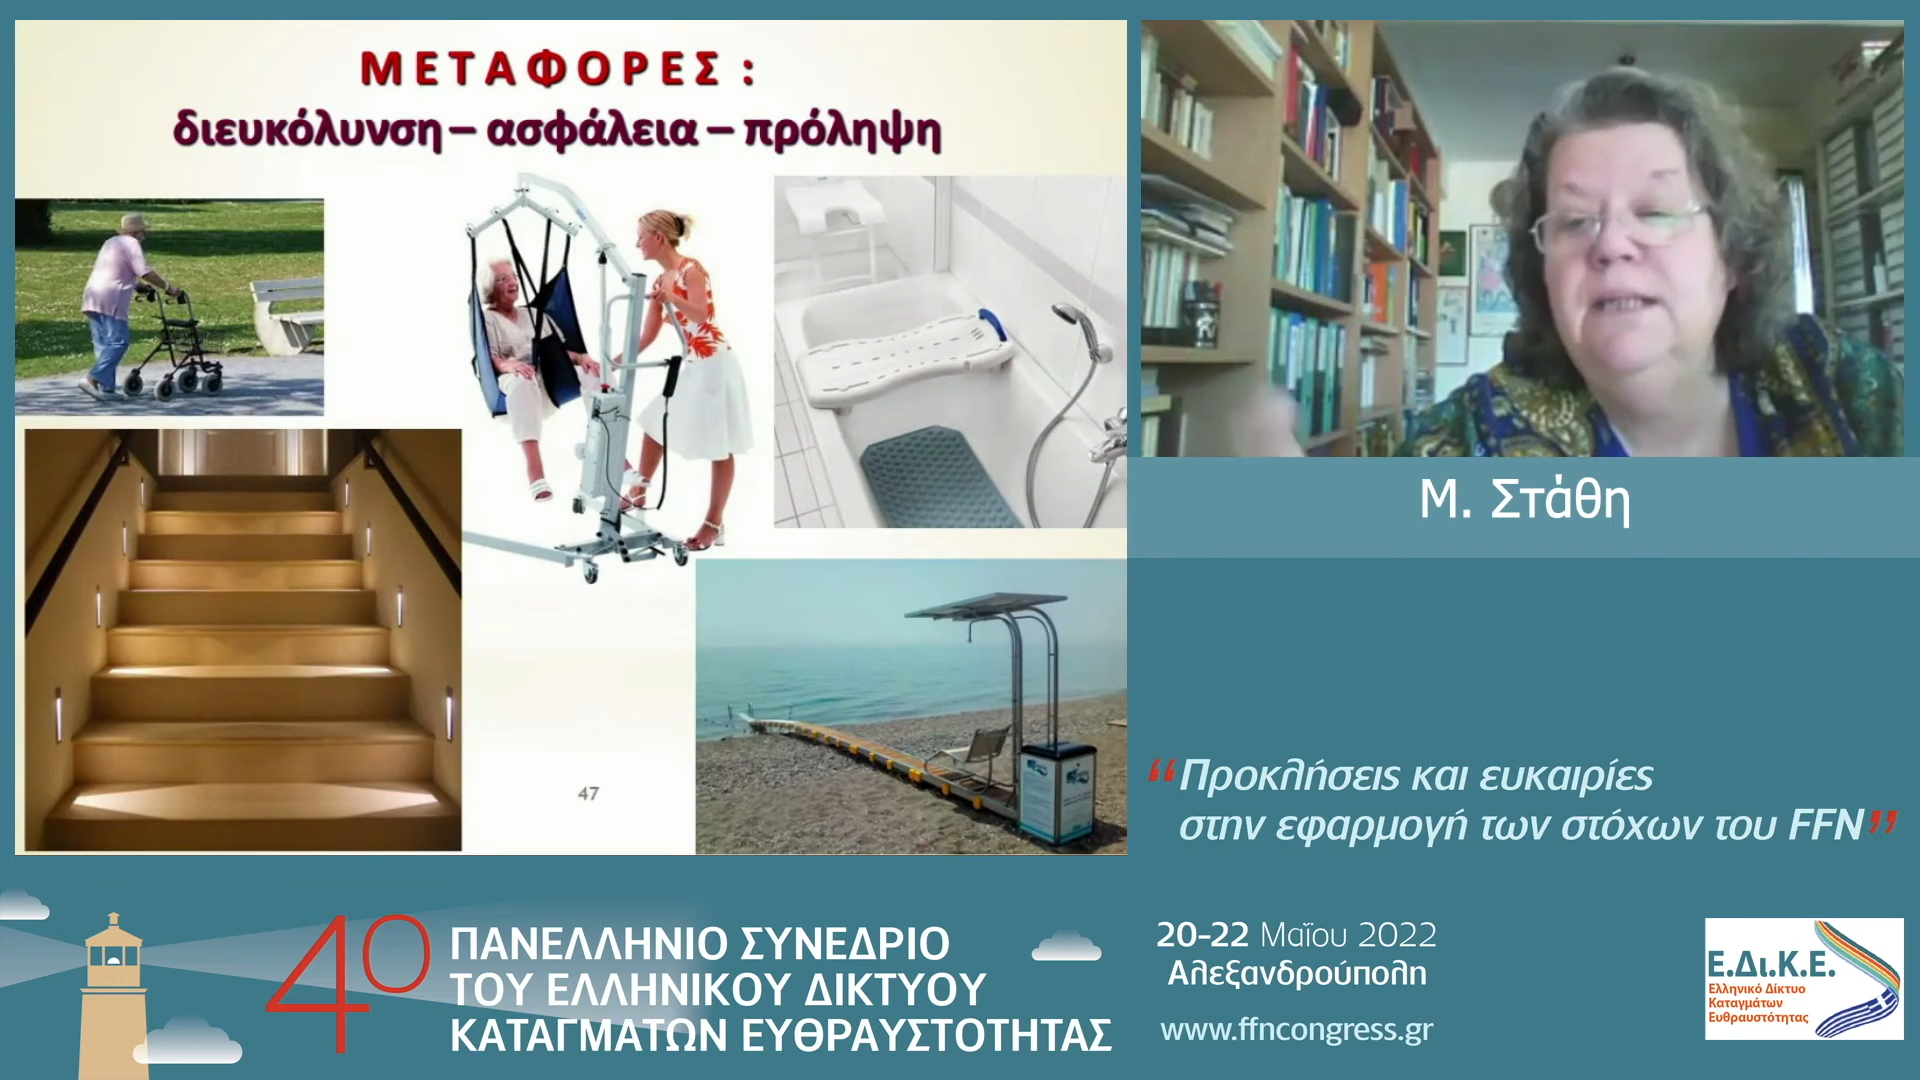 ΜΕΤΑΦΟΡΕΣ :
διευκόλυνση – ασφάλεια – πρόληψη
47
Μ. Στάθη
“Προκλήσεις και ευκαιρίες
στην εφαρμογή των στόχων του FFN”
4ο
ΠΑΝΕΛΛΗΝΙΟ ΣΥΝΕΔΡΙΟ
ΤΟΥ ΕΛΛΗΝΙΚΟΥ ΔΙΚΤΥΟΥ
ΚΑΤΑΓΜΑΤΩΝ ΕΥΘΡΑΥΣΤΟΤΗΤΑΣ
20-22 Μαΐου 2022
Αλεξανδρούπολη
www.ffncongress.gr
Ε.Δι.Κ.Ε.
Ελληνικό Δίκτυο
Καταγμάτων
Ευθραυστότητας